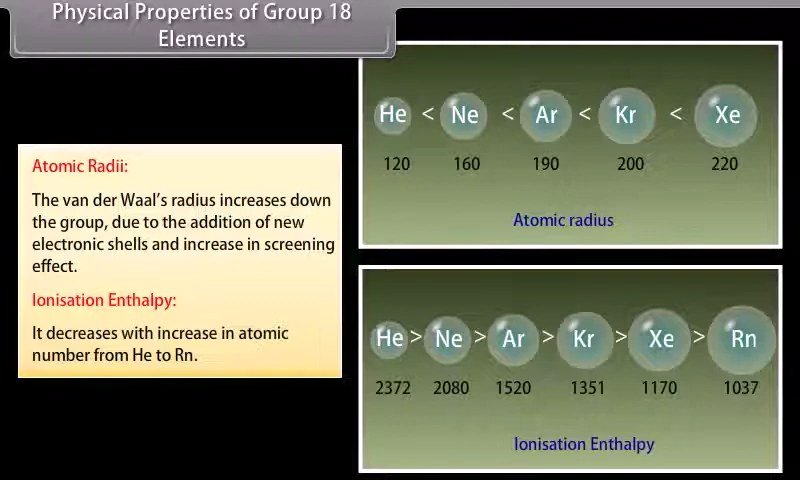 Physical Properties of Group 18
Elements
Atomic Radii:
The van der Waal's radius increases down
the group, due to the addition of new
electronic shells and increase in screening
effect.
Ionisation Enthalpy:
It decreases with increase in atomic
number from He to Rn.
He < Ne < Ar < Kr < Xe
120 160 190 200 220
Atomic radius
He > Ne > Ar > Kr > Xe > Rn
2372 2080 1520 1351 1170 1037
Ionisation Enthalpy